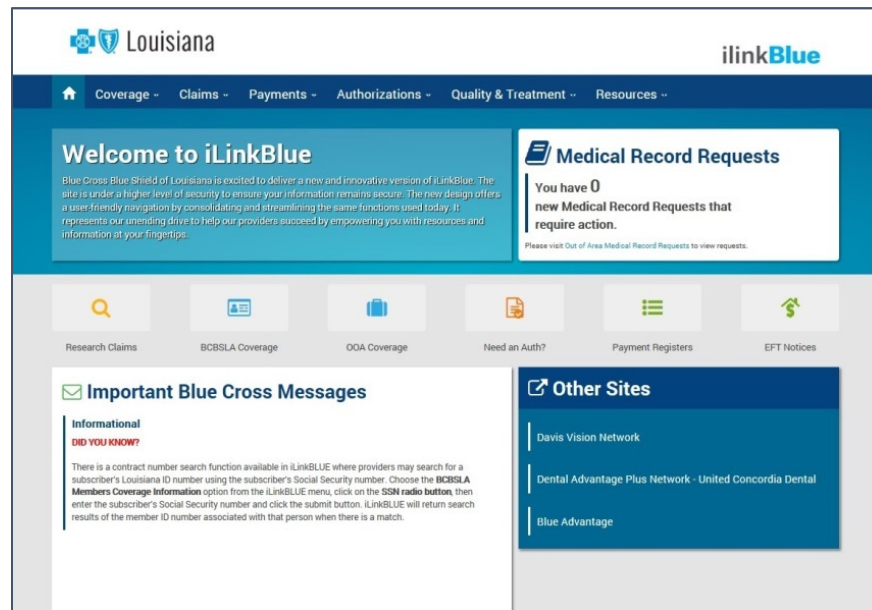 Louisiana
ilinkBlue
Coverage
Claims
Payments
Authorizations
Quality & Treatment
Resources
Welcome to iLinkBlue
Blue Cross Blue Shield of Louisiana is excited to deliver a new and innovative version of iLinkBlue. The
site is under a higher level of security to ensure your information remains secure. The new design offers
a user-friendly navigation by consolidating and streamlining the same functions used today. It
represents our unending drive to help our providers succeed by empowering you with resources and
information at your fingertips.
Medical Record Requests
You have 0
new Medical Record Requests that
require action.
Please visit Out of Area Medical Record Requests to view requests.
Research Claims
BCBSLA Coverage
OOA Coverage
Need an Auth?
Payment Registers
EFT Notices
Important Blue Cross Messages
Informational
DID YOU KNOW?
There is a contract number search function available in iLinkBLUE where providers may search for a
subscriber's Louisiana ID number using the subscriber's Social Security number. Choose the BCBSLA
Members Coverage Information option from the iLinkBLUE menu, click on the SSN radio button, then
enter the subscriber's Social Security number and click the submit button. iLinkBLUE will return search
results of the member ID number associated with that person when there is a match.
Other Sites
Davis Vision Network
Dental Advantage Plus Network - United Concordia Dental
Blue Advantage